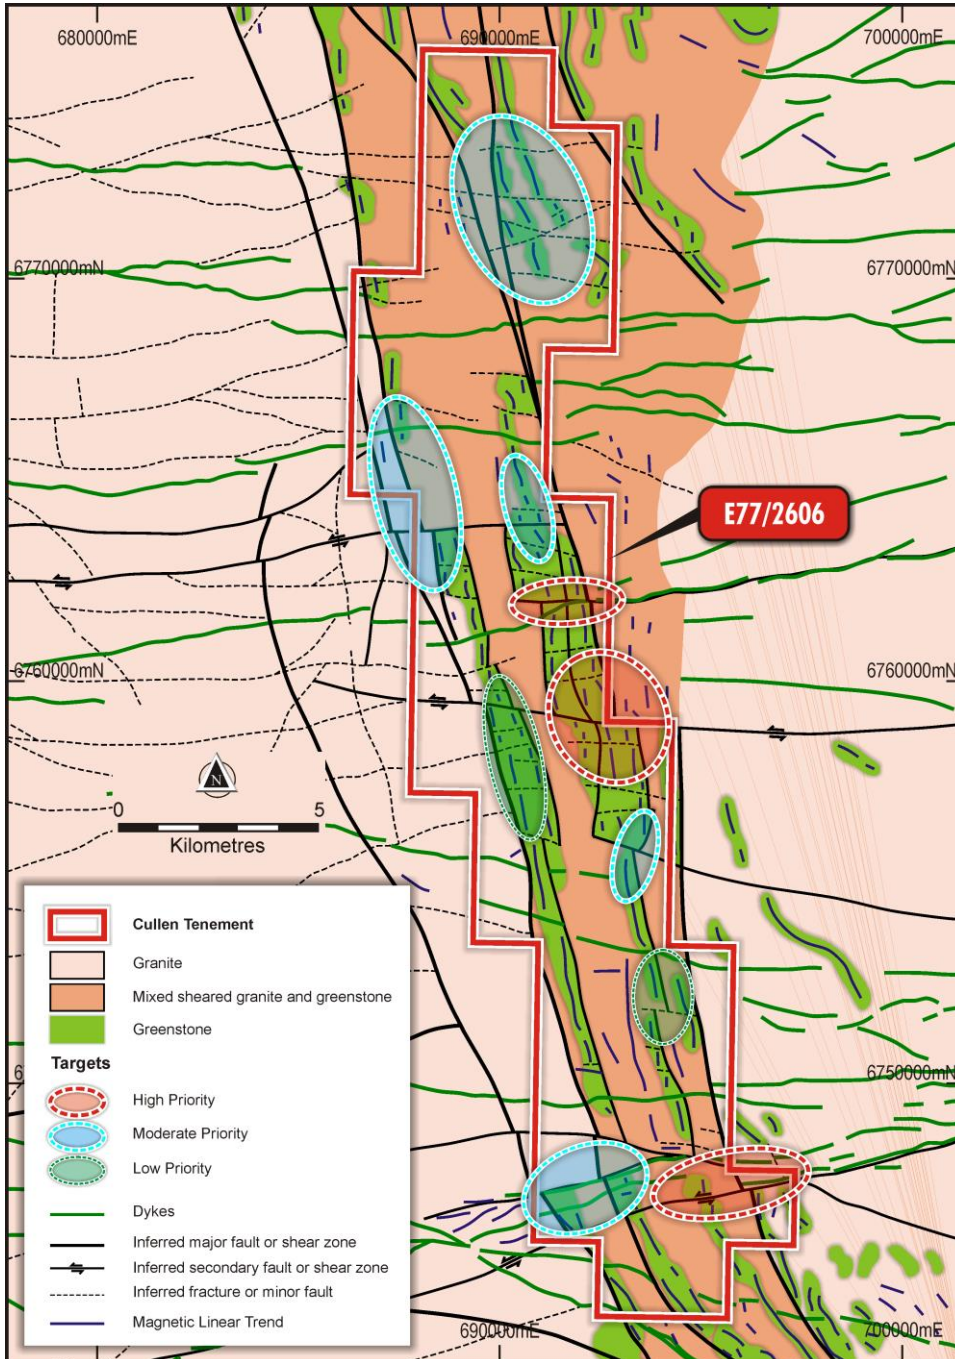 680000mE
690000mE
700000mE
6770000mN
6770000mN
E77/2606
6760000mN
6760000mN
N
0
5
Kilometres
Cullen Tenement
Granite
Mixed sheared granite and greenstone
Greenstone
Targets
High Priority
Moderate Priority
Low Priority
Dykes
Inferred major fault or shear zone
Inferred secondary fault or shear zone
Inferred fracture or minor fault
Magnetic Linear Trend
6750000mN
690000mE
700000mE